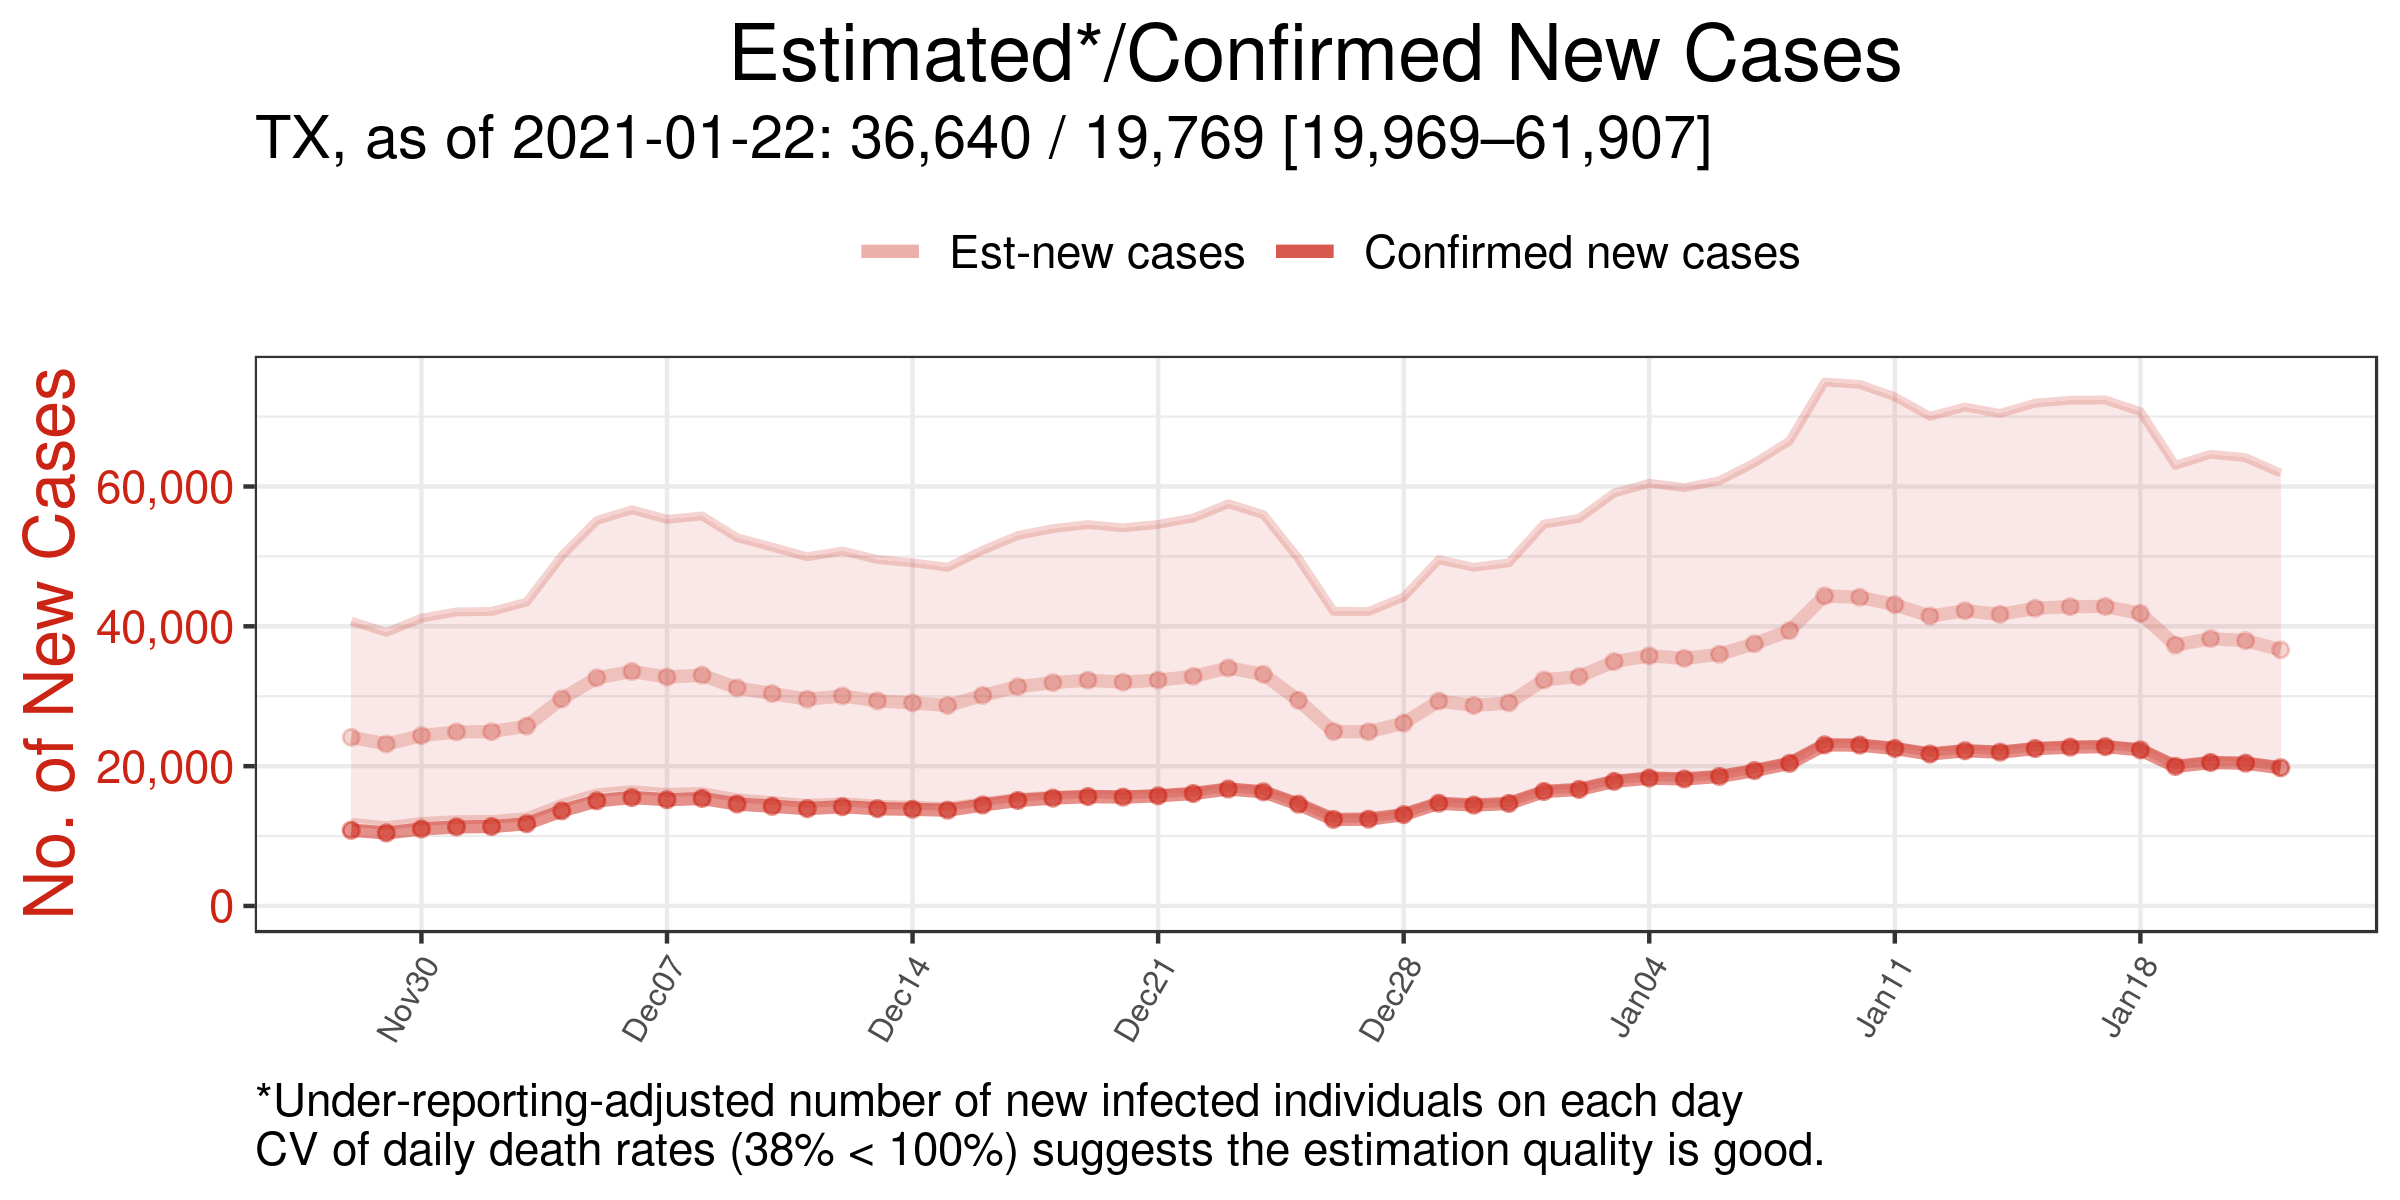 Estimated*/Confirmed New Cases
TX, as of 2021-01-22: 36,640 / 19,769 [19,969–61,907]
Est-new cases
Confirmed new cases
No. of New Cases
60,000
40,000
20,000
0
Nov30
Dec07
Dec14
Dec21
Dec28
Jan04
Jan11
Jan18
*Under-reporting-adjusted number of new infected individuals on each day
CV of daily death rates (38% < 100%) suggests the estimation quality is good.